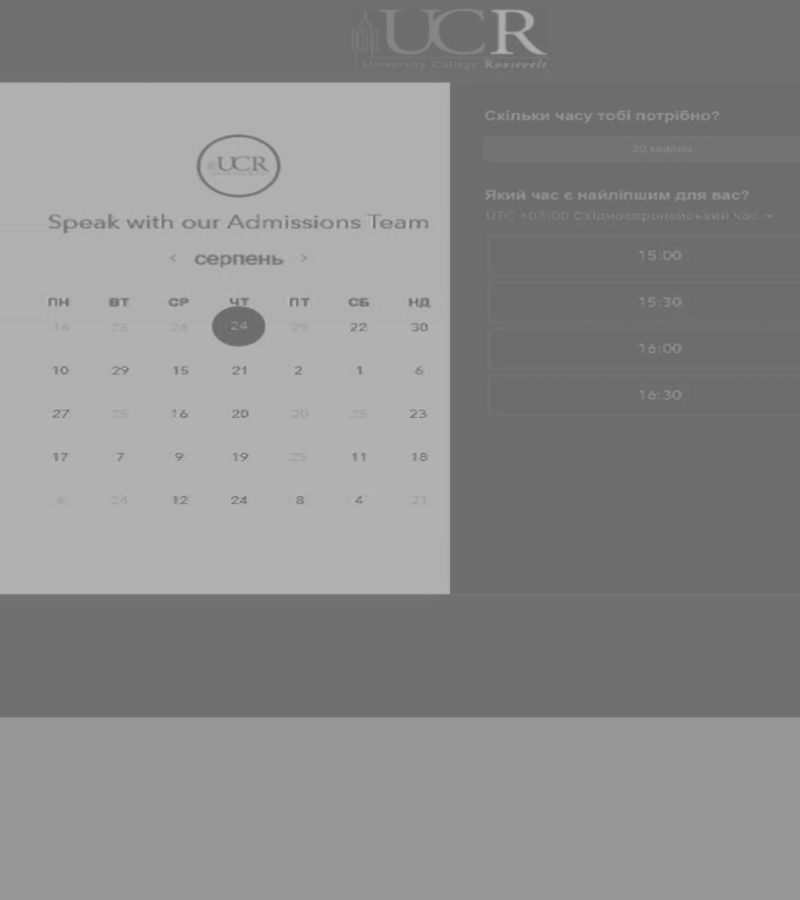 UCR
University College Roosevelt
UCR
Speak with our Admissions Team
‹ серпень ›
ПН ВТ СР ЧТ ПТ СБ НД
14 25 24 24 29 22 30
10 29 15 21 2 1 6
27 25 16 20 20 25 23
17 7 9 19 25 11 18
4 24 12 24 8 4 21
Скільки часу тобі потрібно?
30 хвилин
Який час є найліпшим для вас?
UTC +03:00 Східноєвропейський час
15:00
15:30
16:00
16:30